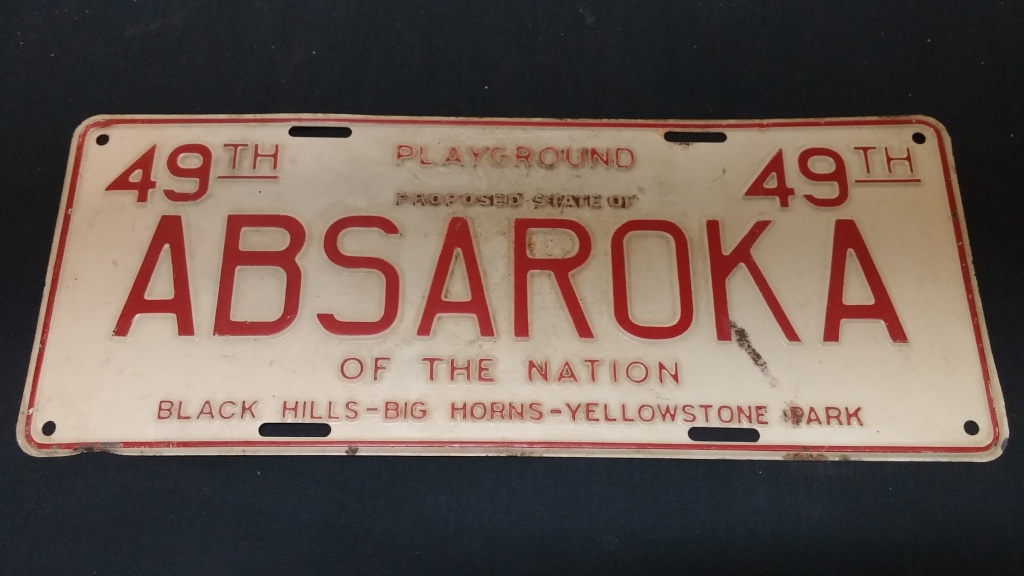 49TH PLAYGROUND 49TH
PROPOSED STATE OF
ABSAROKA
OF THE NATION
BLACK HILLS-BIG HORNS-YELLOWSTONE PARK